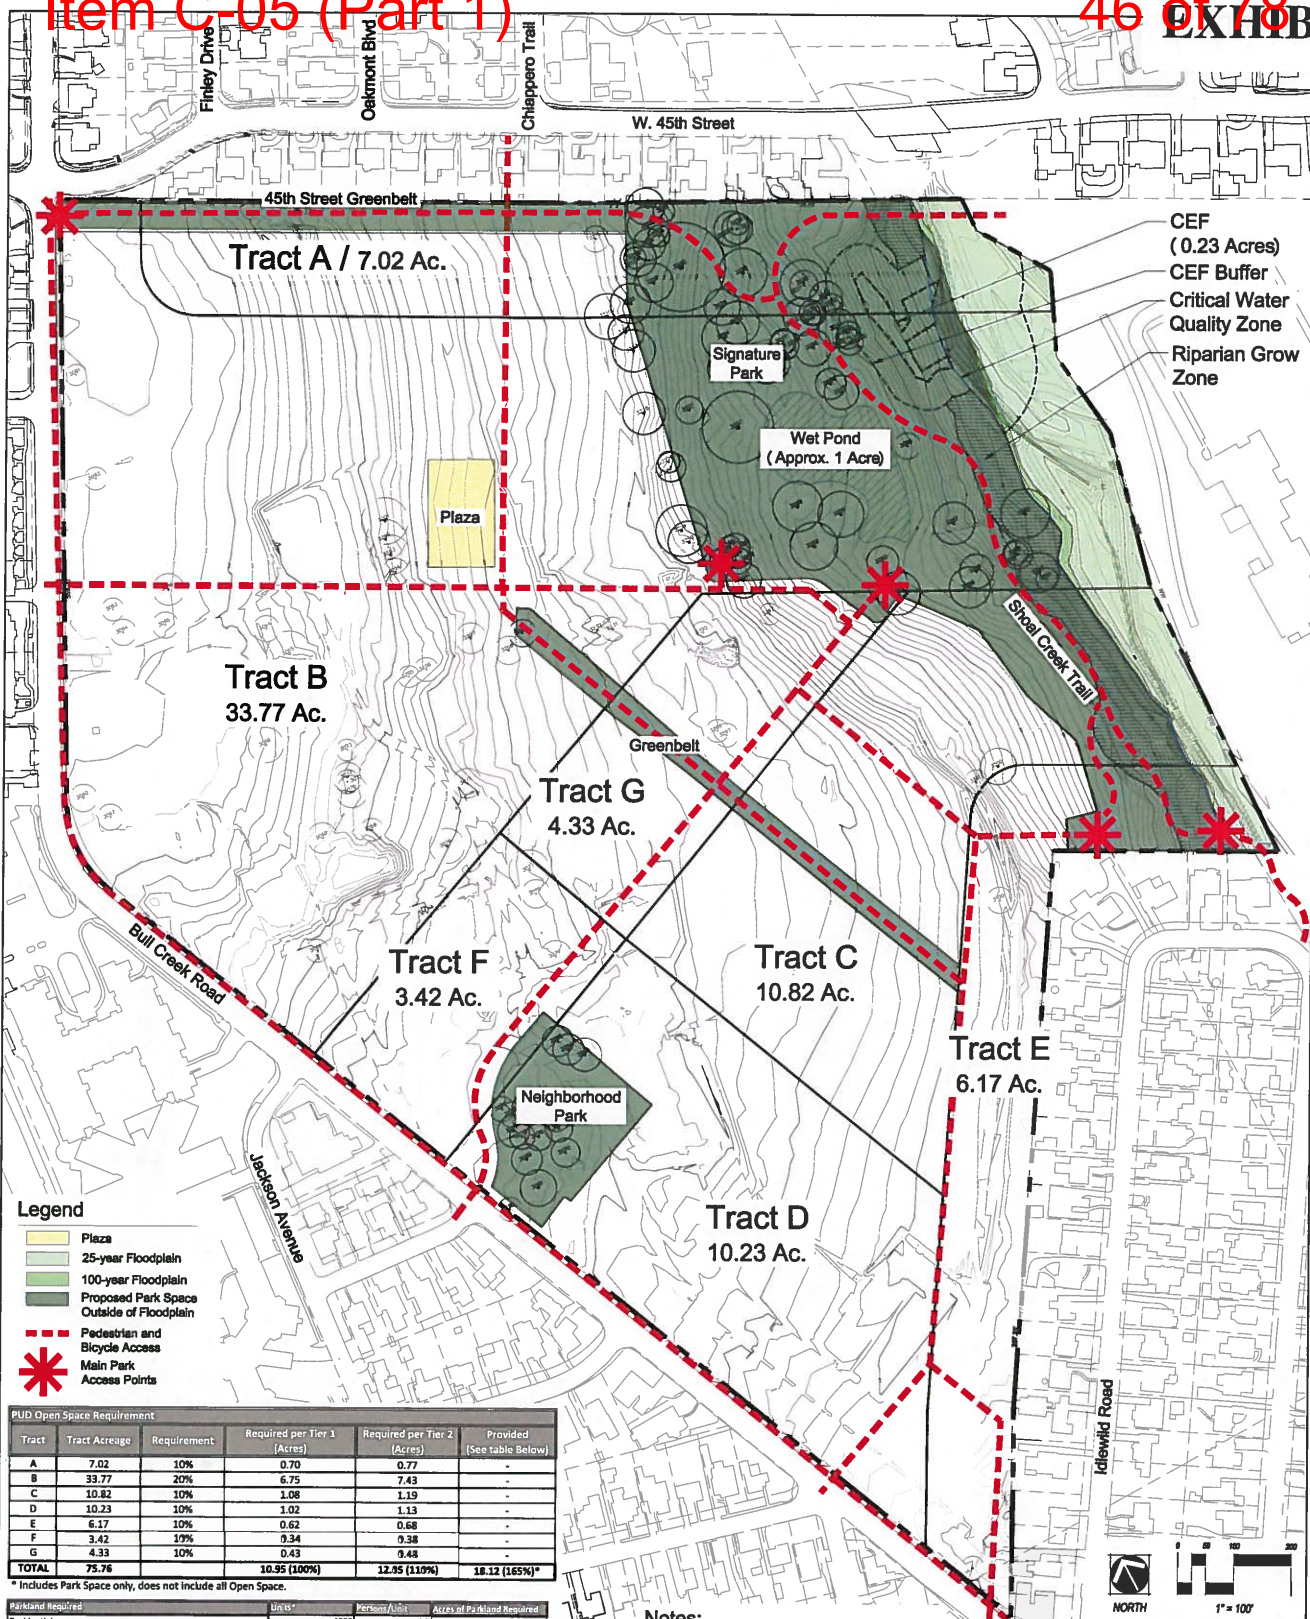 Item C-05 (Part 1)
46 of 78
EXHIB
Finley Drive
Oakmont Blvd
Chiappero Trail
W. 45th Street
45th Street Greenbelt
Tract A / 7.02 Ac.
CEF
( 0.23 Acres)
CEF Buffer
Critical Water
Quality Zone
Riparian Grow
Zone
Signature
Park
Wet Pond
( Approx. 1 Acre)
Plaza
Shoal Creek Trail
Tract B
33.77 Ac.
Greenbelt
Tract G
4.33 Ac.
Bull Creek Road
Tract F
3.42 Ac.
Tract C
10.82 Ac.
Tract E
6.17 Ac.
Neighborhood
Park
Jackson Avenue
Tract D
10.23 Ac.
Idlewild Road
Legend
Plaza
25-year Floodplain
100-year Floodplain
Proposed Park Space
Outside of Floodplain
Pedestrian and
Bicycle Access
Main Park
Access Points
PUD Open Space Requirement
Tract Tract Acreage Requirement Required per Tier 1 (Acres) Required per Tier 2 (Acres) Provided (See table Below)
A 7.02 10% 0.70 0.77 -
B 33.77 20% 6.75 7.43 -
C 10.82 10% 1.08 1.19 -
D 10.23 10% 1.02 1.13 -
E 6.17 10% 0.62 0.68 -
F 3.42 10% 0.34 0.38 -
G 4.33 10% 0.43 0.48 -
TOTAL 75.76 10.95 (100%) 12.05 (110%) 18.12 (165%)*
* Includes Park Space only, does not include all Open Space.
Parkland Required Units* Persons/Unit Acres of Parkland Required
Notes:
NORTH
0 50 100 200
1" = 100'